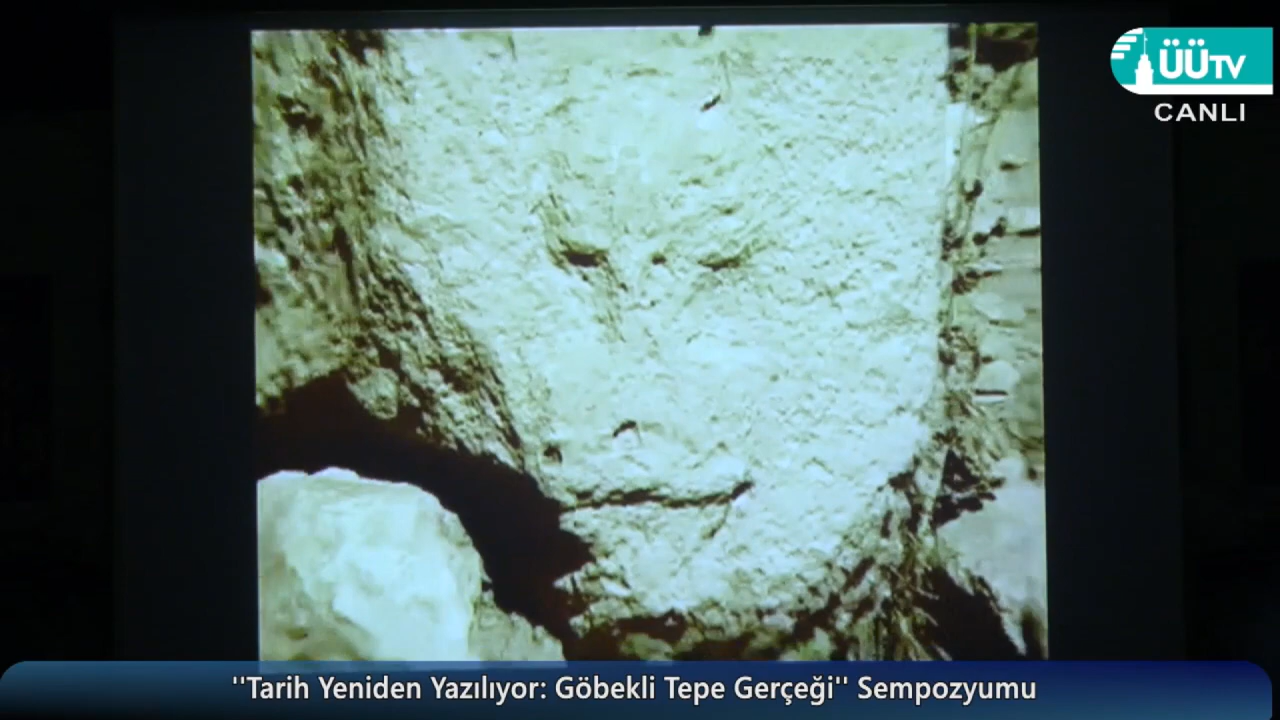 ÜÜTV
CANLI
"Tarih Yeniden Yazılıyor: Göbekli Tepe Gerçeği" Sempozyumu